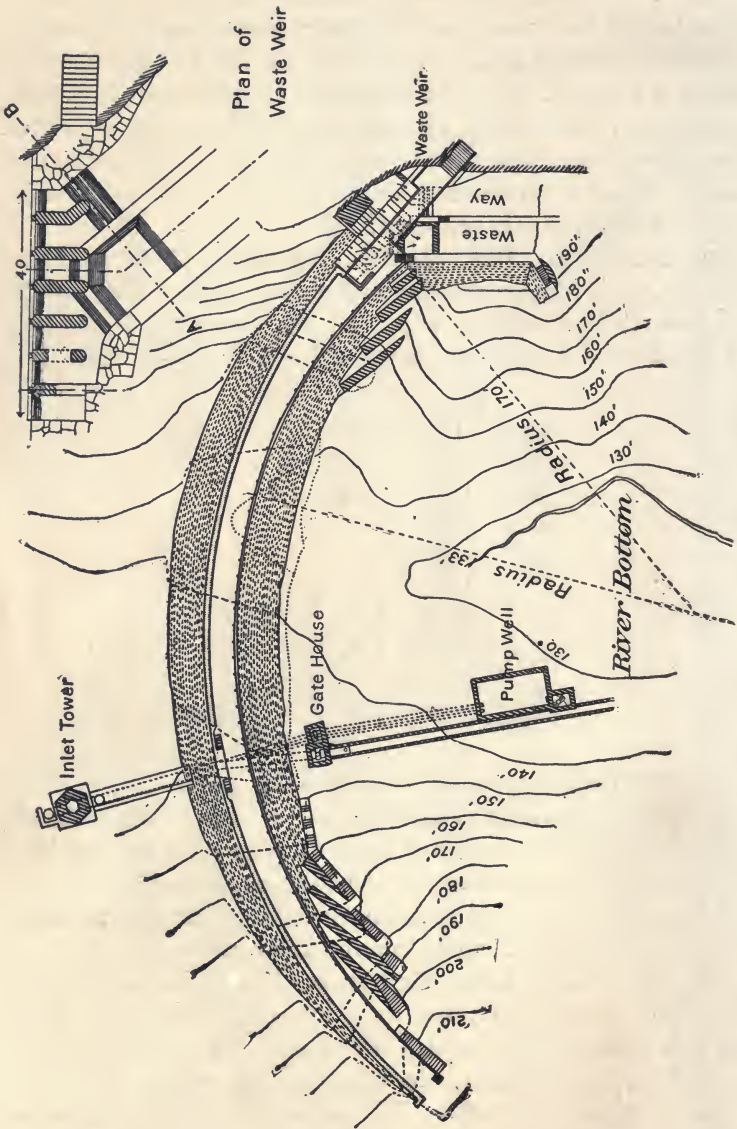 Plan of
Waste Weir
B
40
A
Waste Weir
Waste
Way
Inlet Tower
Gate House
Pump Well
River Bottom
Radius 170'
Radius 133'
190'
180"
170'
160'
150'
140'
130'
130°
140'
150'
160'
170'
180'
190'
200'
210'